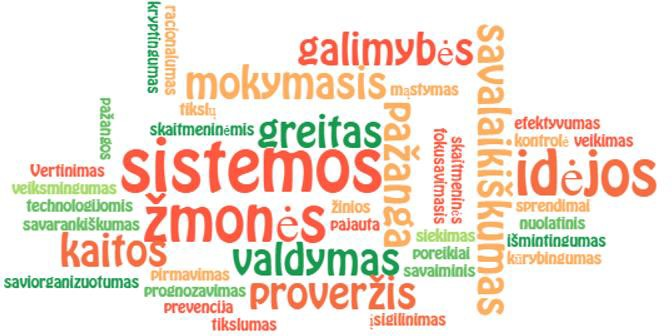 kryptingumas
racionalumas
galimybės
savalaikiškumas
mokymasis
mąstymas
tikslų
pažangos
skaitmeninėmis
greitas
pažanga
fokusavimasis
skaitmeninės
efektyvumas
kontrolė
veikimas
sistemos
idėjos
Vertinimas
veiksmingumas
technologijomis
savarankiškumas
žmonės
žinios
pajauta
sprendimai
nuolatinis
išmintingumas
kūrybingumas
kaitos
valdymas
siekimas
poreikiai
savaiminis
saviorganizuotumas
pirmavimas
prognozavimas
proveržis
prevencija
tikslumas
įsigilinimas